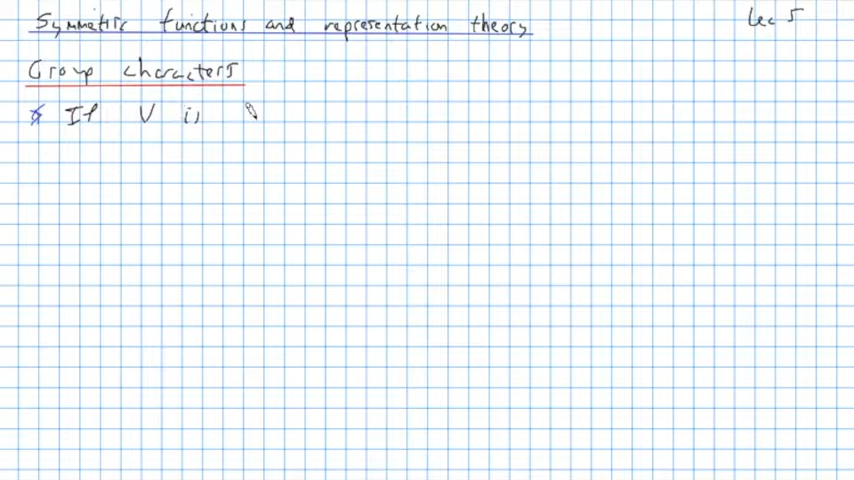 Symmetric functions and representation theory Lec 5
Group characters
* If V is